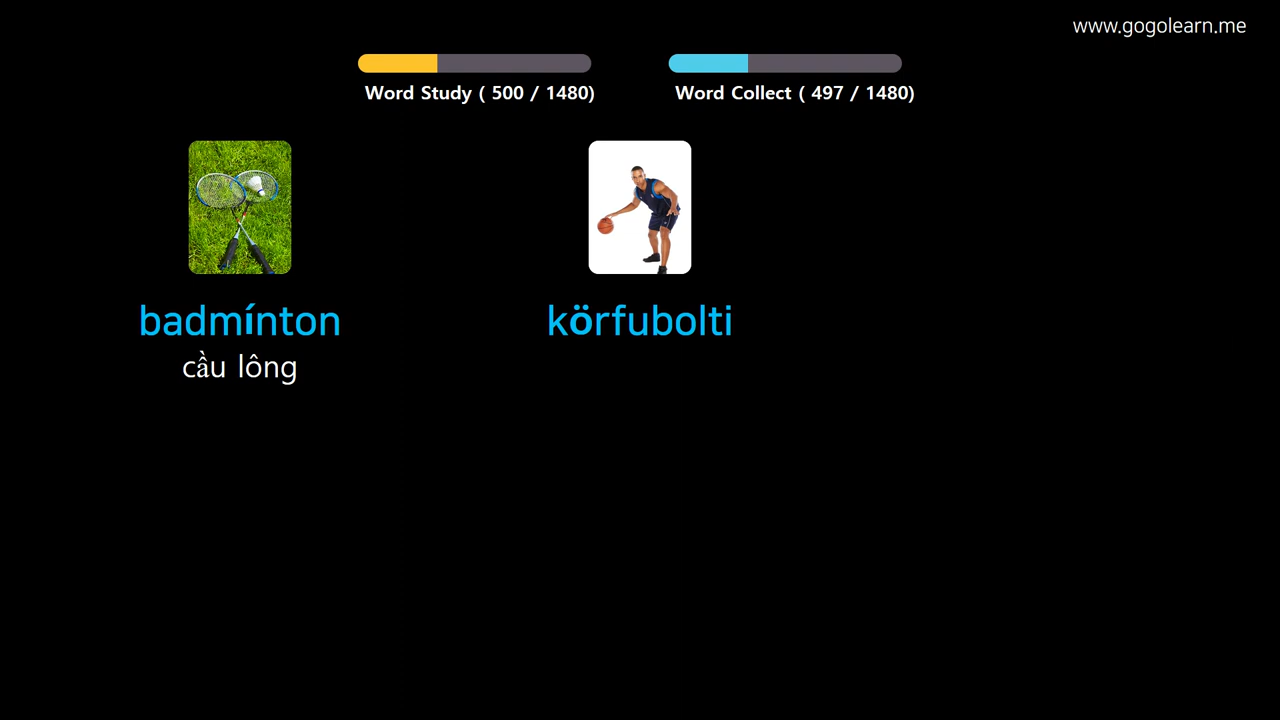 www.gogolearn.me
Word Study ( 500 / 1480)
Word Collect ( 497 / 1480)
badmínton
körfubolti
cầu lông